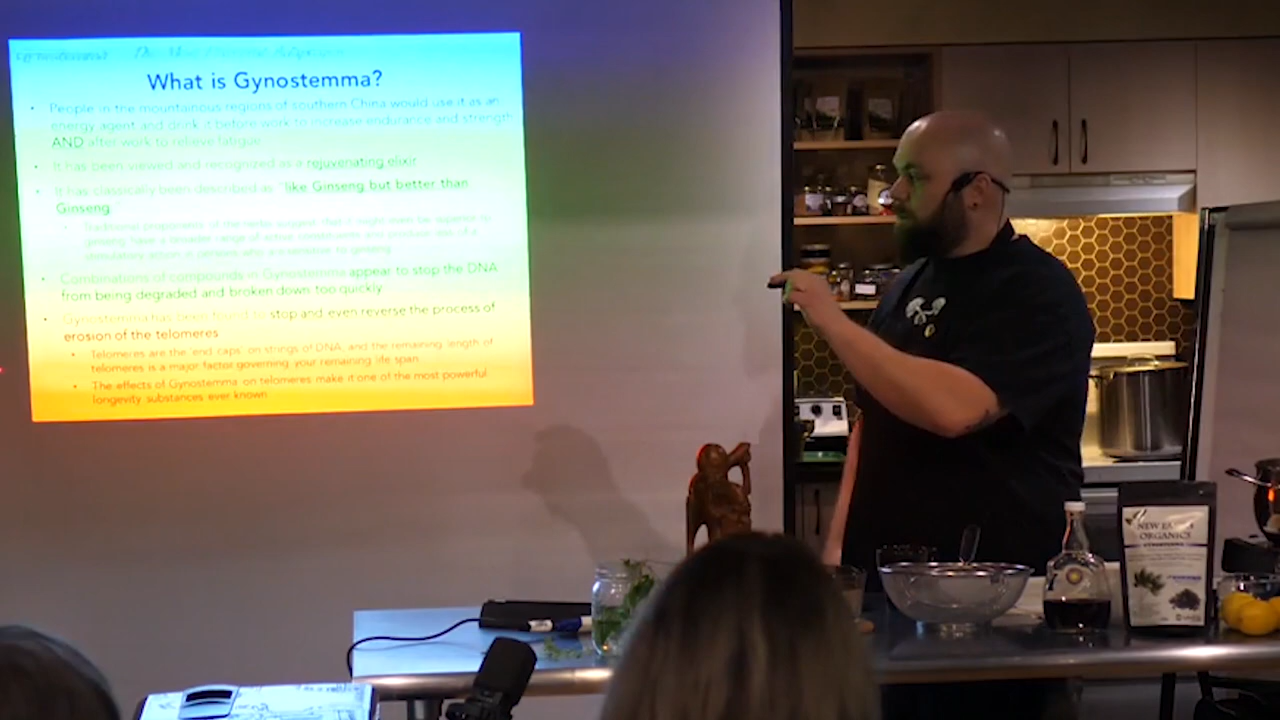 What is Gynostemma?
People in the mountainous regions of southern China would use it as an
energy agent and drink it before work to increase endurance and strength
AND after work to relieve fatigue
It has been viewed and recognized as a rejuvenating elixir
It has classically been described as "like Ginseng but better than
Ginseng."
Combinations of compounds in Gynostemma appear to stop the DNA
from being degraded and broken down too quickly
Gynostemma has been found to stop and even reverse the process of
erosion of the telomeres
Telomeres are the 'end caps' on strings of DNA, and the remaining length of
telomeres is a major factor governing your remaining life span.
The effects of Gynostemma on telomeres make it one of the most powerful
longevity substances ever known
NEW EARTH
ORGANICS